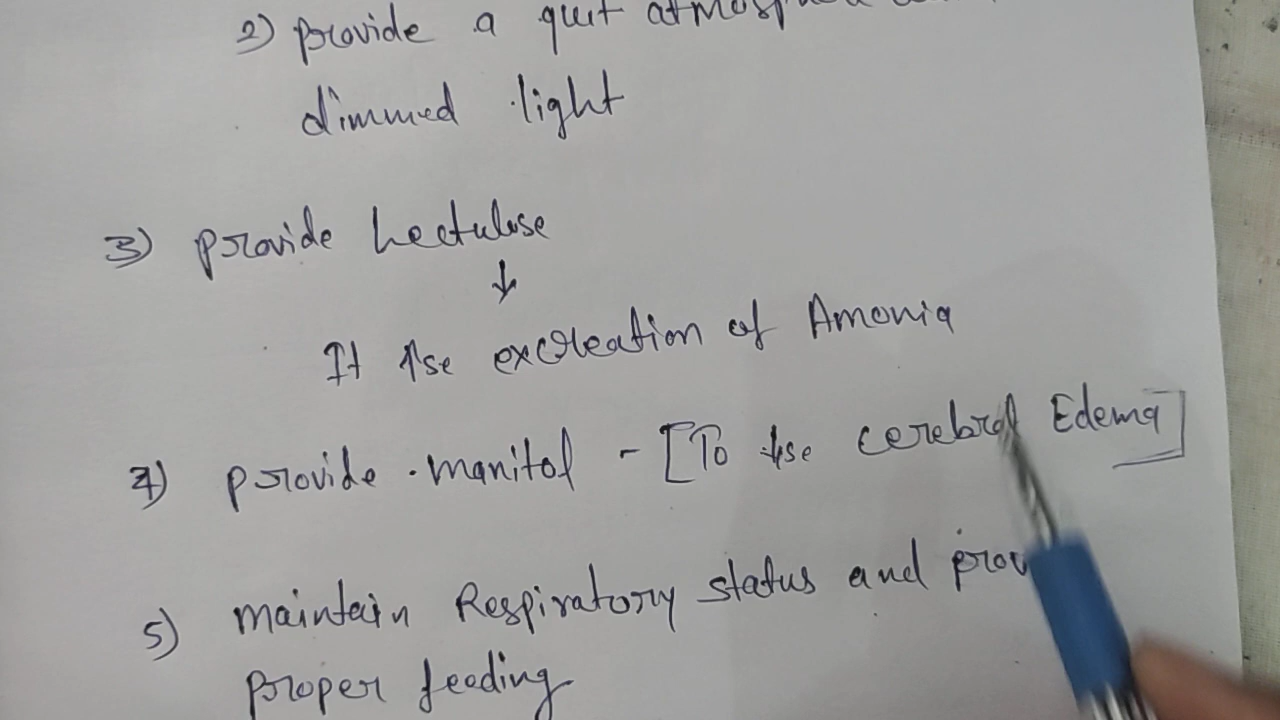 2) provide a quit
dimmed light
3) provide Lectulose
↓
It ↑se excreation of Amonia
4) provide manitol - [To ↓se cerebral Edema]
5) maintain Respiratory status and prov
proper feeding